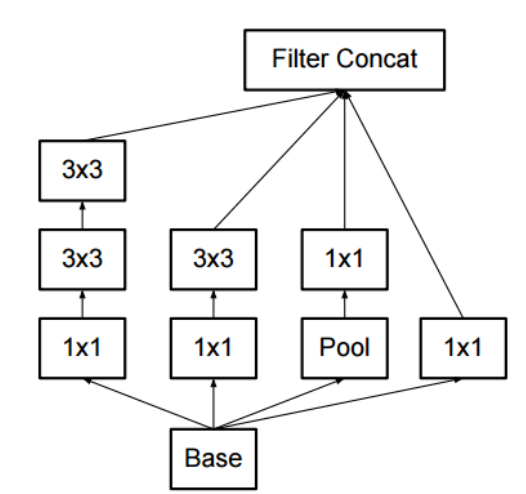 Filter Concat
3x3
3x3
3x3
1x1
1x1
1x1
Pool
1x1
Base